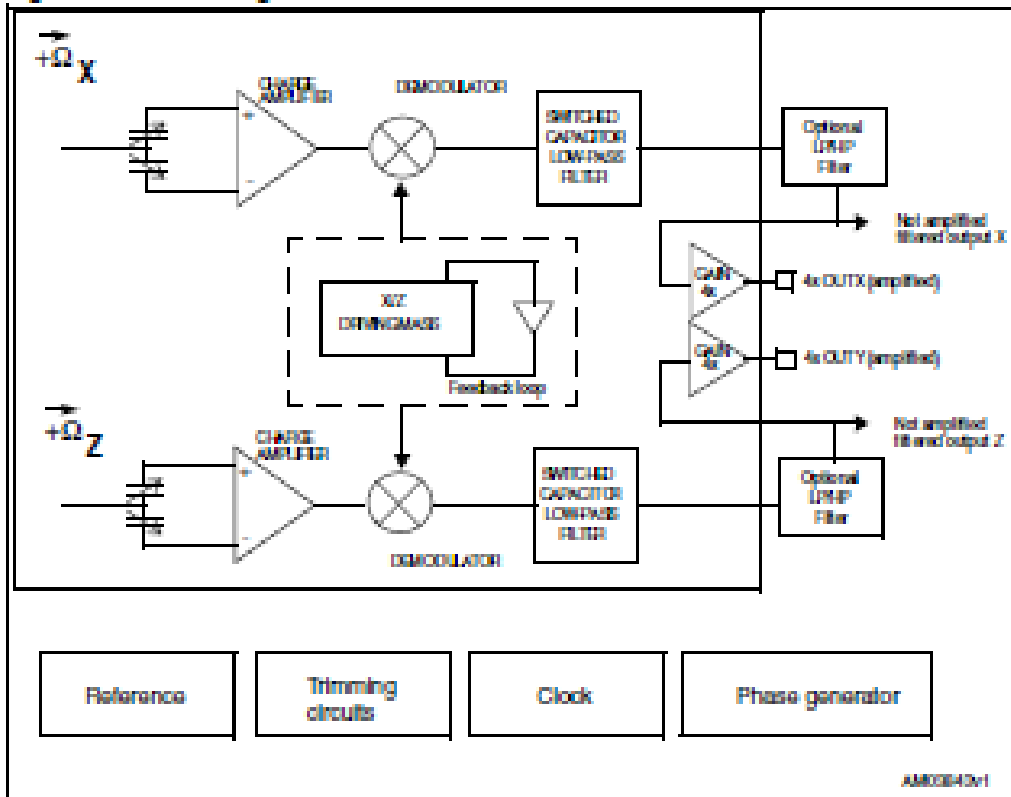 +Ω X
CHARGE
AMPLIFIER
DEMODULATOR
SWITCHED
CAPACITOR
LOW-PASS
FILTER
Optional
LP/HP
Filter
+
−
Not amplified
filtered output X
GAIN
4x
4x OUTX (amplified)
X/Z
DRIVING MASS
Feedback loop
GAIN
4x
4x OUTY (amplified)
Not amplified
filtered output Z
+Ω Z
CHARGE
AMPLIFIER
+
−
SWITCHED
CAPACITOR
LOW-PASS
FILTER
Optional
LP/HP
Filter
DEMODULATOR
Reference
Trimming
circuits
Clock
Phase generator